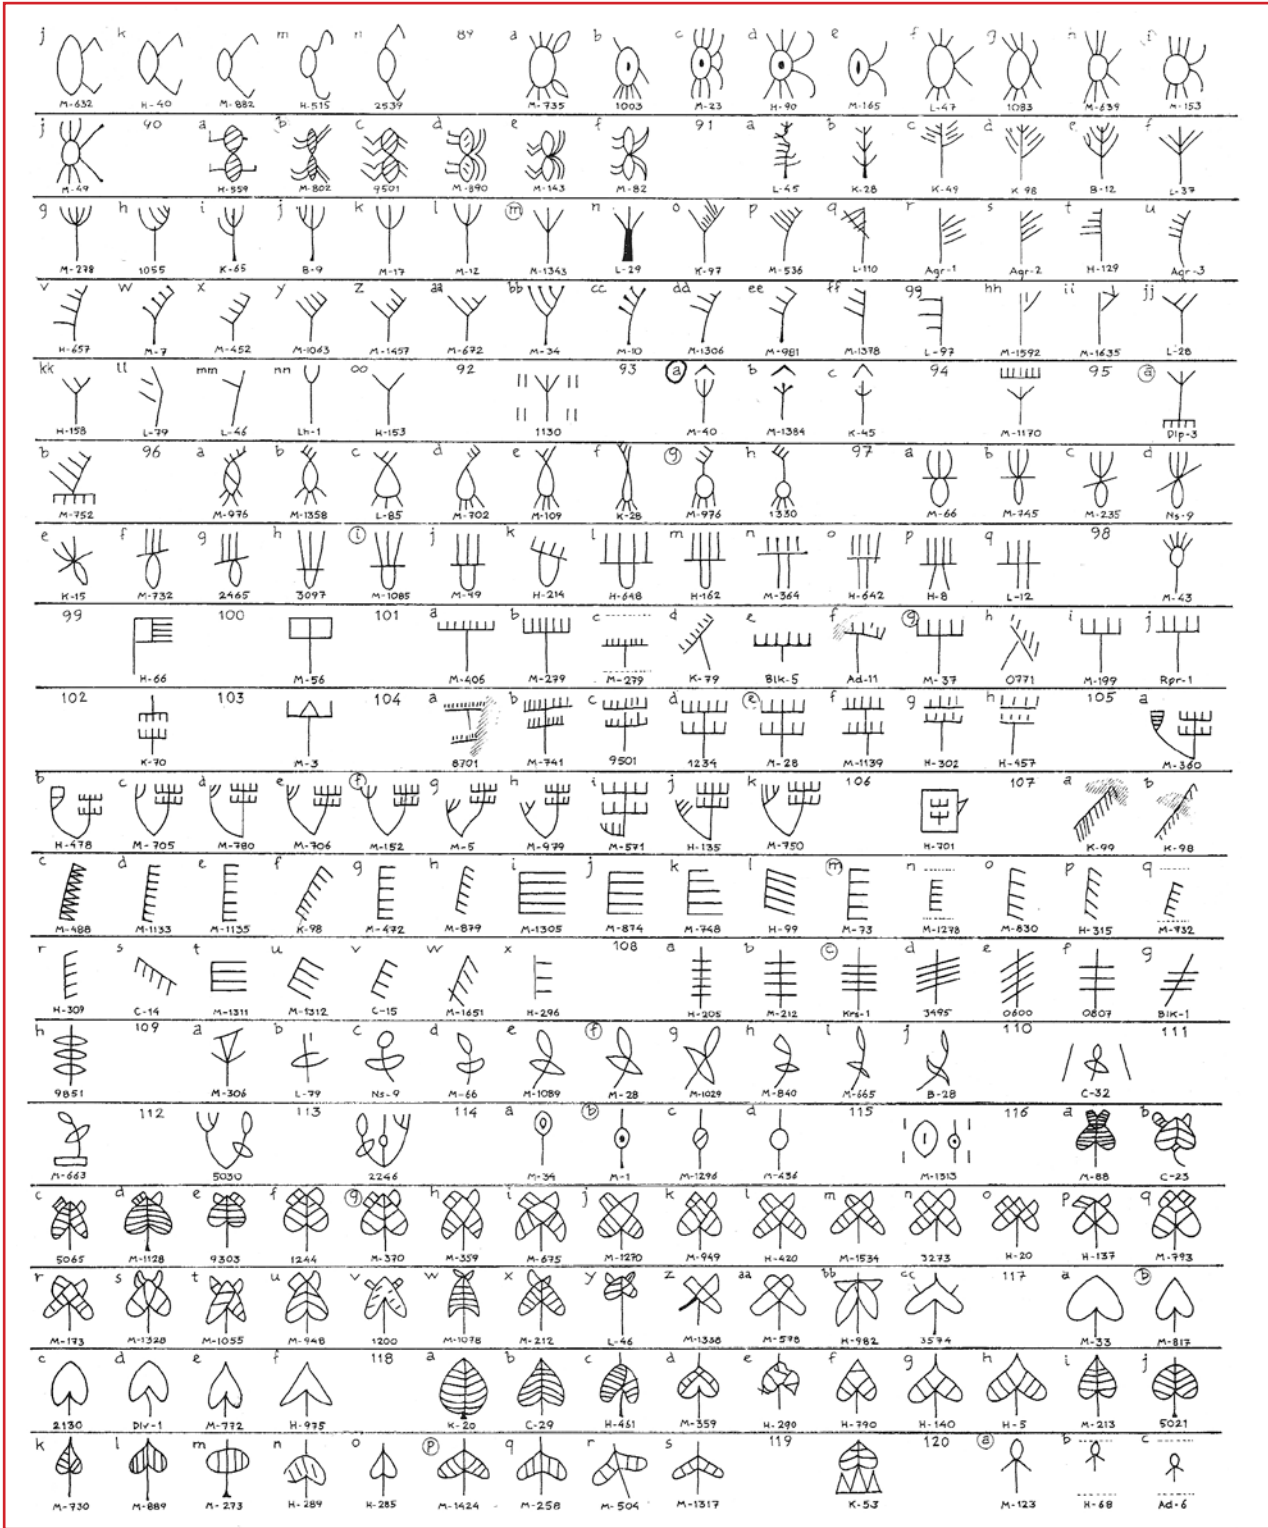 j k l m n 89 a b c d e f g h i
M-632 H-40 M-882 H-515 2539 M-735 1003 M-23 H-90 M-165 L-47 1083 M-639 M-153
j 90 a b c d e f 91 a b c d e f
M-49 H-559 M-802 9501 M-890 M-143 M-82 L-45 K-28 K-49 K-98 B-12 L-37
g h i j k l m n o p q r s t u
M-278 1055 K-65 B-9 M-17 M-12 M-1343 L-29 K-97 M-536 L-110 Agr-1 Agr-2 H-129 Agr-3
v w x y z aa bb cc dd ee ff gg hh ii jj
H-657 M-7 M-452 M-1063 M-1457 M-672 M-34 M-10 M-1306 M-981 M-1378 L-97 M-1592 M-1635 L-28
kk ll mm nn oo 92 93 a b c 94 95 a
H-158 L-79 L-46 Lh-1 H-153 1130 M-40 M-1384 K-45 M-1170 Dlp-3
b 96 a b c d e f g h 97 a b c d
M-752 M-976 M-1358 L-85 M-702 M-109 K-28 M-976 1330 M-66 M-745 M-235 Ns-9
e f g h i j k l m n o p q 98
K-15 M-732 2465 3097 M-1085 M-49 H-214 H-648 H-162 M-364 H-642 H-8 L-12 M-43
99 100 101 a b c d e f g h i j
H-66 M-56 M-406 M-279 M-279 K-79 Blk-5 Ad-11 M-37 0771 M-199 Rpr-1
102 103 104 a b c d e f g h 105 a
K-70 M-3 8701 M-741 9501 1234 M-28 M-1139 H-302 H-457 M-360
b c d e f g h i j k 106 107 a b
H-478 M-705 M-780 M-706 M-152 M-5 M-979 M-571 H-135 M-750 H-701 K-99 K-98
c d e f g h i j k l m n o p q
M-488 M-1133 M-1135 K-98 M-472 M-879 M-1305 M-874 M-748 H-99 M-73 M-1278 M-830 H-315 M-932
r s t u v w x 108 a b c d e f g
H-309 C-14 M-1311 M-1312 C-15 M-1651 H-296 H-205 M-212 Krs-1 3495 0600 0807 Blk-1
h 109 a b c d e f g h i j 110 111
9851 M-306 L-79 Ns-9 M-66 M-1089 M-28 M-1029 M-840 M-665 B-28 C-32
112 113 114 a b c d 115 116 a b
M-663 5030 2246 M-34 M-1 M-1296 M-436 M-1313 M-88 C-23
c d e f g h i j k l m n o p q
5065 M-1128 9303 1244 M-370 M-359 M-675 M-1270 M-949 H-420 M-1534 3273 H-20 H-137 M-793
r s t u v w x y z aa bb cc 117 a b
M-173 M-1328 M-1055 M-948 1200 M-1078 M-212 L-46 M-1338 M-598 H-982 3574 M-33 M-817
c d e f 118 a b c d e f g h i j
2130 Dlv-1 M-772 H-975 K-20 C-29 H-461 M-359 H-290 H-790 H-140 H-5 M-213 5021
k l m n o p q r s 119 120 a b c
M-730 M-889 M-273 H-289 H-285 M-1424 M-258 M-504 M-1317 K-53 M-123 H-68 Ad-6